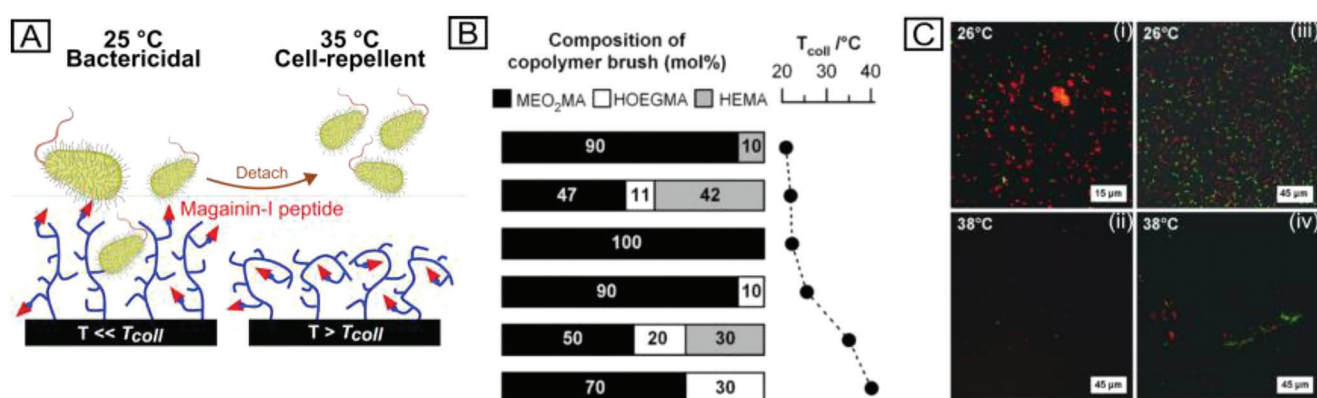 A
25 °C
Bactericidal
35 °C
Cell-repellent
Detach
Magainin-I peptide
T << Tcoll
T > Tcoll
B
Composition of
copolymer brush (mol%)
MEO₂MA HOEGMA HEMA
Tcoll /°C
20 30 40
90 10
47 11 42
100
90 10
50 20 30
70 30
C
26°C (i)
15 µm
26°C (iii)
45 µm
38°C (ii)
45 µm
38°C (iv)
45 µm